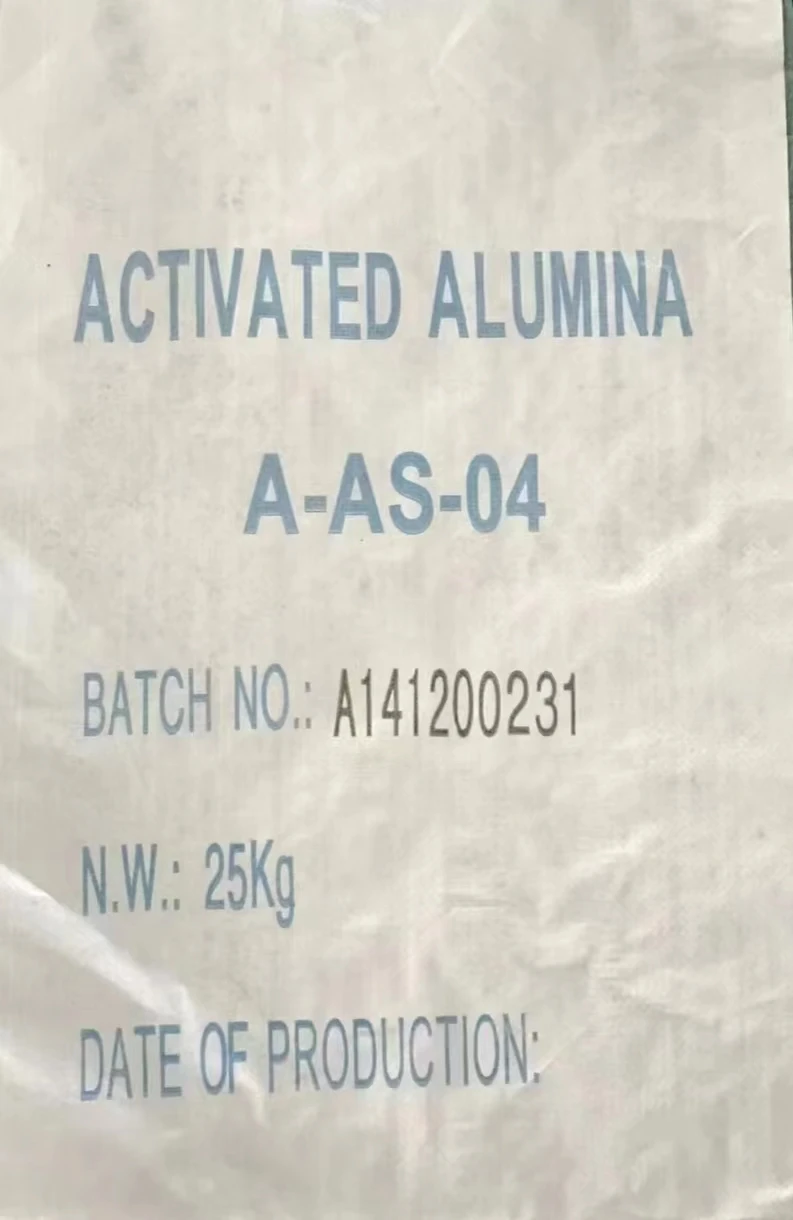 ACTIVATED ALUMINA
A-AS-04
BATCH NO.: A141200231
N.W.: 25Kg
DATE OF PRODUCTION: